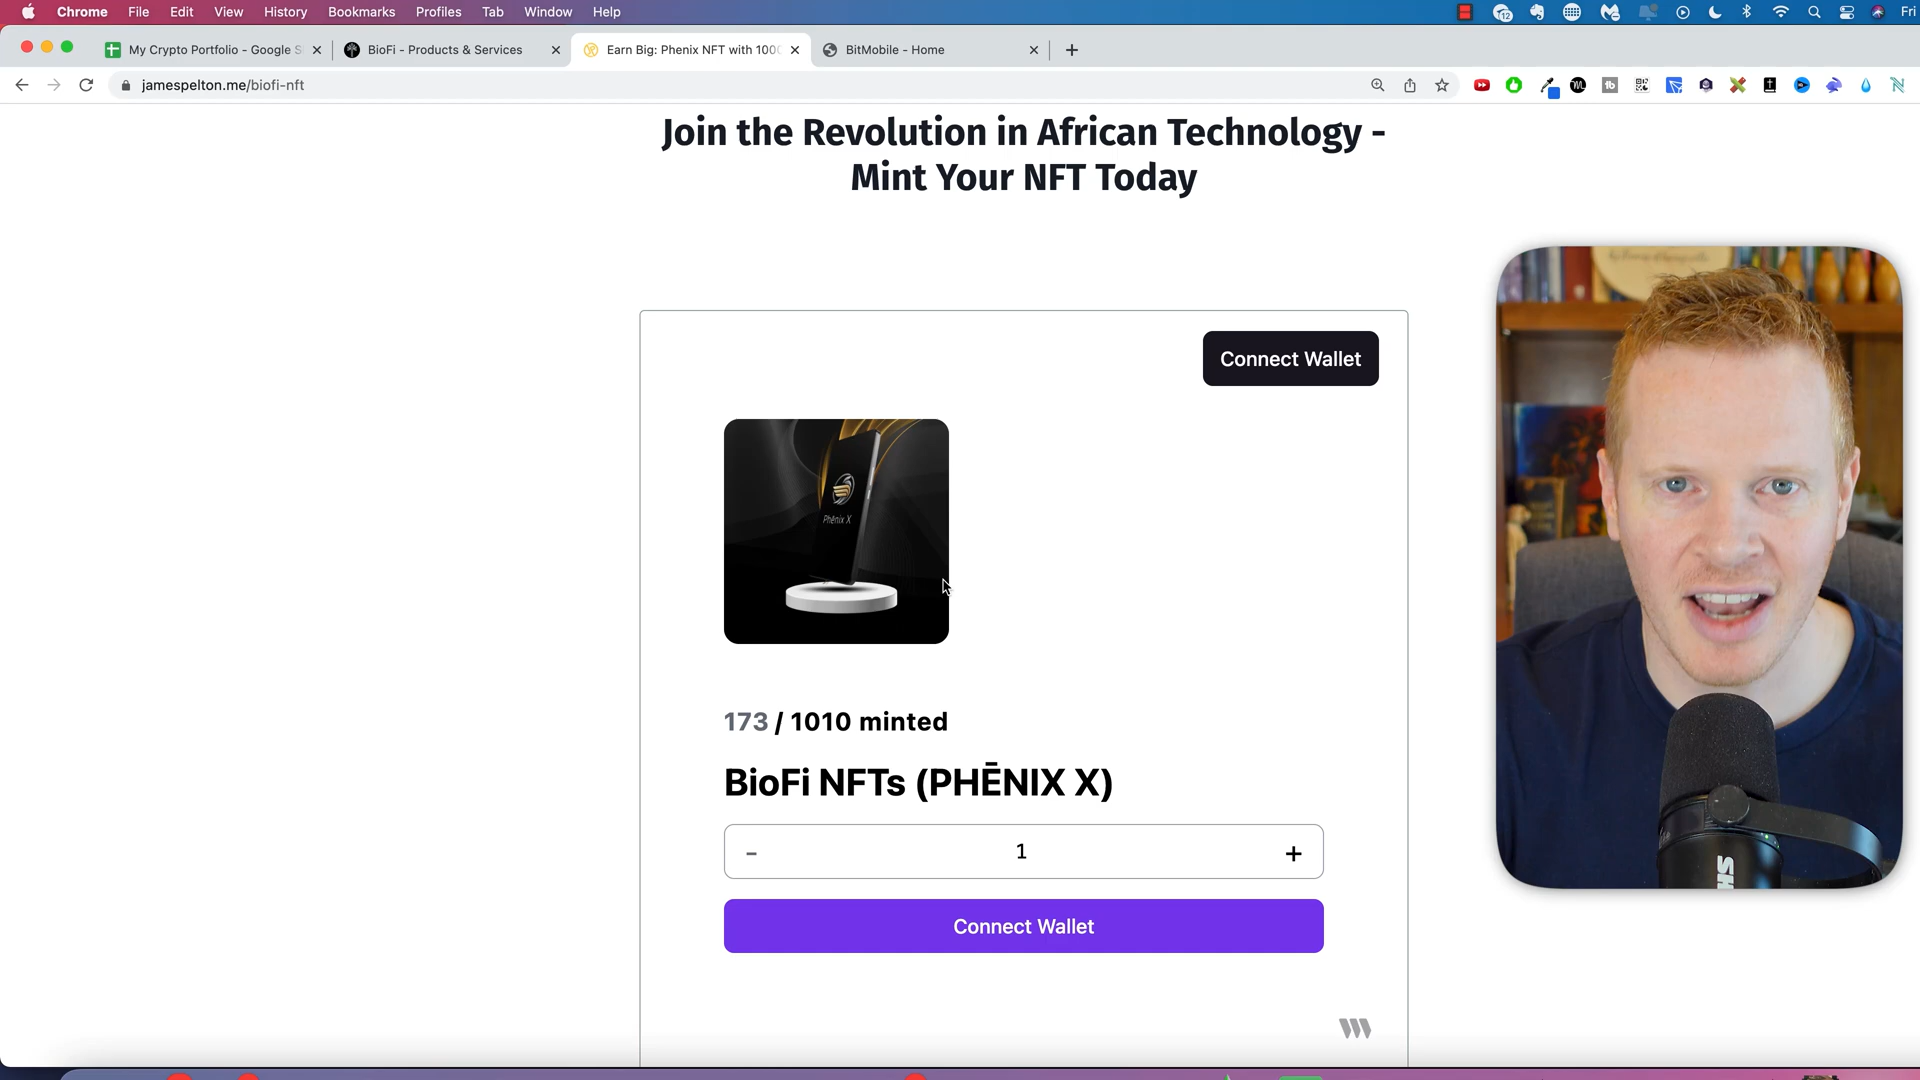 Chrome File Edit View History Bookmarks Profiles Tab Window Help
12
Fri
My Crypto Portfolio - Google S
BioFi - Products & Services
Earn Big: Phenix NFT with 100
BitMobile - Home
jamespelton.me/biofi-nft
Join the Revolution in African Technology -
Mint Your NFT Today
Connect Wallet
Phēnix X
173 / 1010 minted
BioFi NFTs (PHĒNIX X)
- 1 +
Connect Wallet
SH